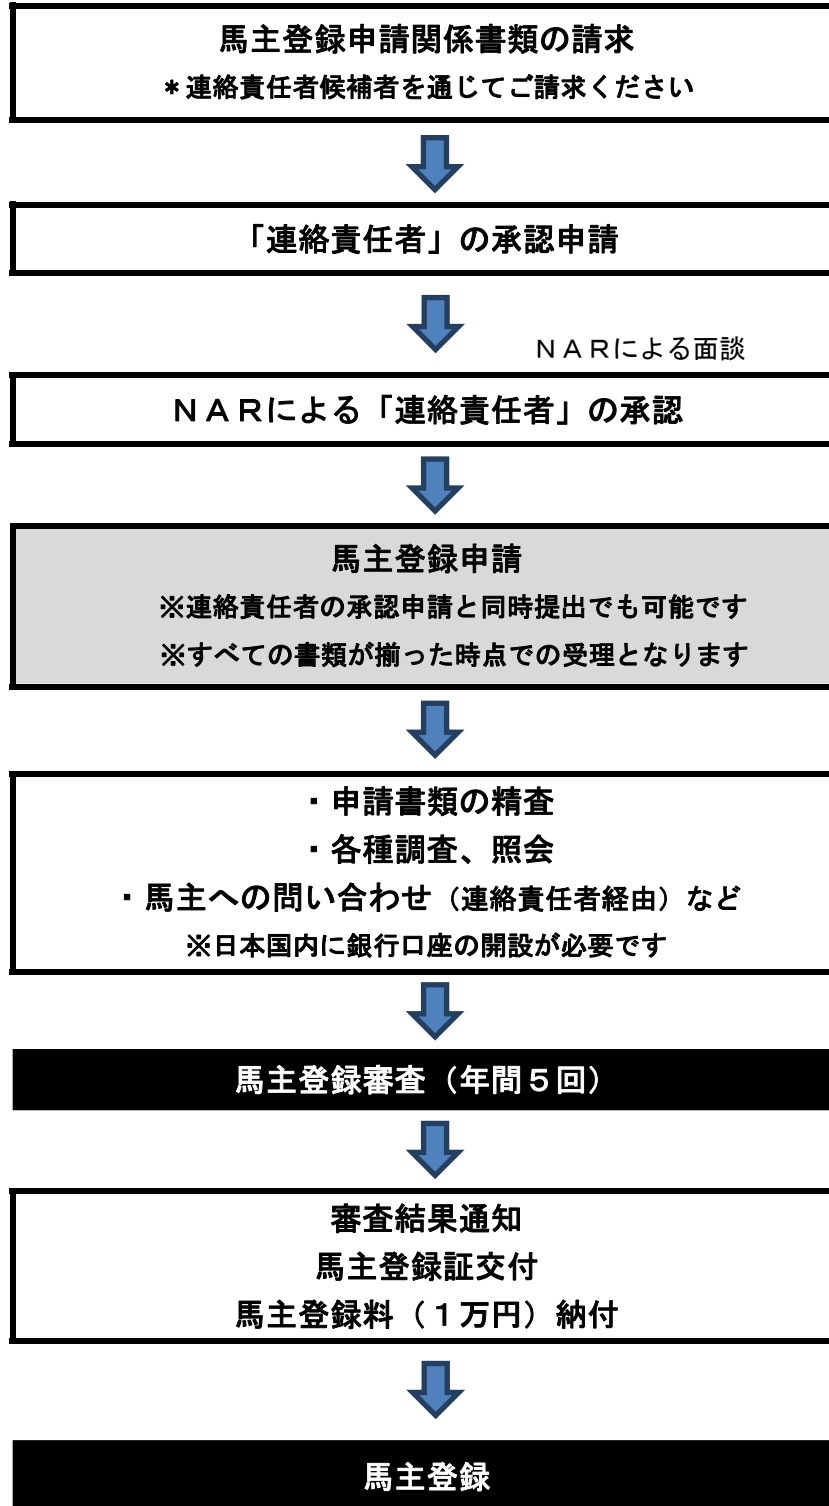 馬主登録申請関係書類の請求
＊連絡責任者候補者を通じてご請求ください
「連絡責任者」の承認申請
ＮＡＲによる面談
ＮＡＲによる「連絡責任者」の承認
馬主登録申請
※連絡責任者の承認申請と同時提出でも可能です
※すべての書類が揃った時点での受理となります
・申請書類の精査
・各種調査、照会
・馬主への問い合わせ（連絡責任者経由）など
※日本国内に銀行口座の開設が必要です
馬主登録審査（年間５回）
審査結果通知
馬主登録証交付
馬主登録料（１万円）納付
馬主登録